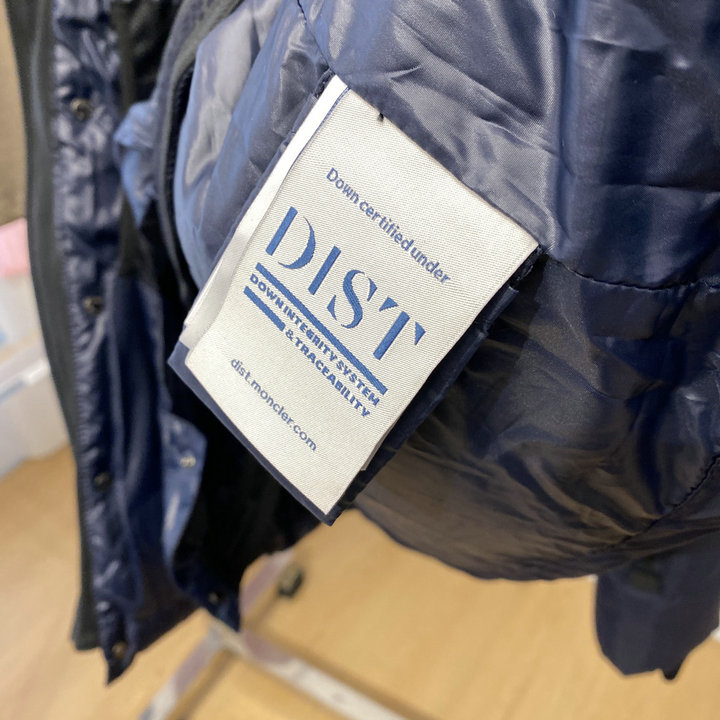 Down certified under
DIST
DOWN INTEGRITY SYSTEM
& TRACEABILITY
dist.moncler.com